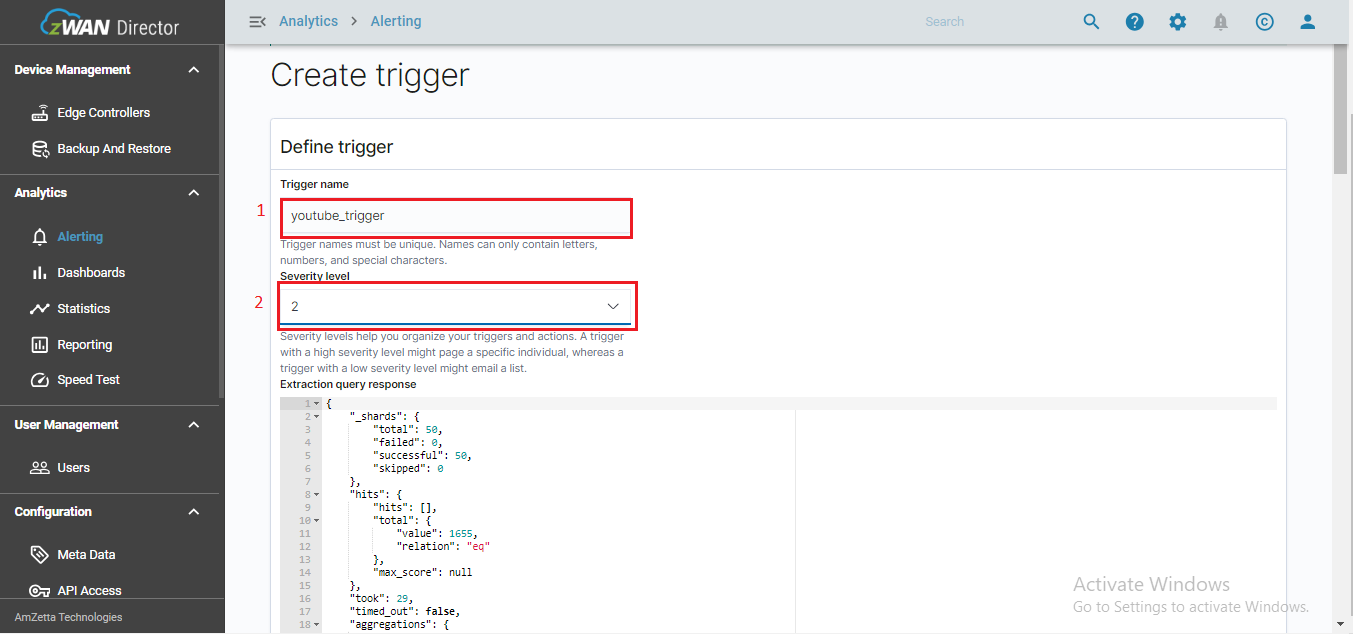 zWAN Director
Analytics > Alerting
Search
Device Management
Edge Controllers
Backup And Restore
Analytics
Alerting
Dashboards
Statistics
Reporting
Speed Test
User Management
Users
Configuration
Meta Data
API Access
AmZetta Technologies
Create trigger
Define trigger
Trigger name
1
youtube_trigger
Trigger names must be unique. Names can only contain letters,
numbers, and special characters.
Severity level
2
2
Severity levels help you organize your triggers and actions. A trigger
with a high severity level might page a specific individual, whereas a
trigger with a low severity level might email a list.
Extraction query response
1 {
2 "_shards": {
3 "total": 50,
4 "failed": 0,
5 "successful": 50,
6 "skipped": 0
7 },
8 "hits": {
9 "hits": [],
10 "total": {
11 "value": 1655,
12 "relation": "eq"
13 },
14 "max_score": null
15 },
16 "took": 29,
17 "timed_out": false,
18 "aggregations": {
Activate Windows
Go to Settings to activate Windows.